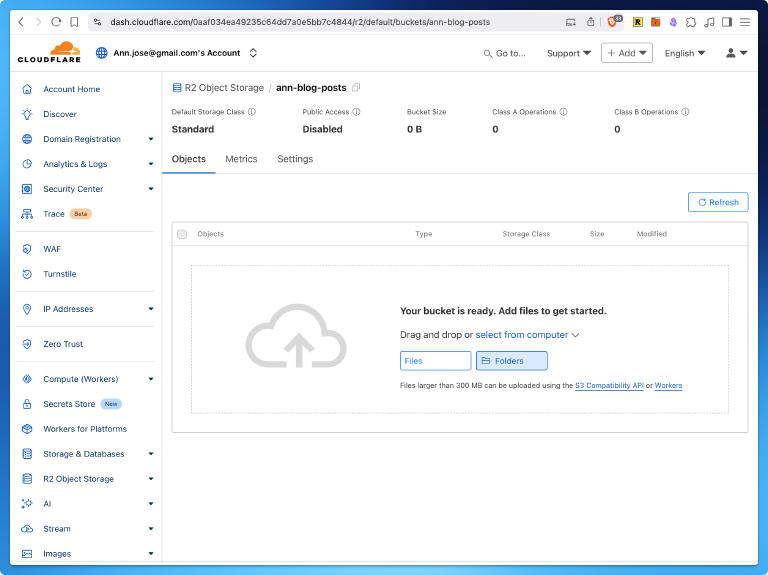 dash.cloudflare.com/0aaf034ea49235c64dd7a0e5bb7c4844/r2/default/buckets/ann-blog-posts
CLOUDFLARE
Ann.jose@gmail.com's Account
Go to...
Support
+ Add
English
Account Home
Discover
Domain Registration
Analytics & Logs
Security Center
Trace Beta
WAF
Turnstile
IP Addresses
Zero Trust
Compute (Workers)
Secrets Store New
Workers for Platforms
Storage & Databases
R2 Object Storage
AI
Stream
Images
R2 Object Storage / ann-blog-posts
Default Storage Class Public Access Bucket Size Class A Operations Class B Operations
Standard Disabled 0 B 0 0
Objects Metrics Settings
Refresh
Objects Type Storage Class Size Modified
Your bucket is ready. Add files to get started.
Drag and drop or select from computer
Files Folders
Files larger than 300 MB can be uploaded using the S3 Compatibility API or Workers